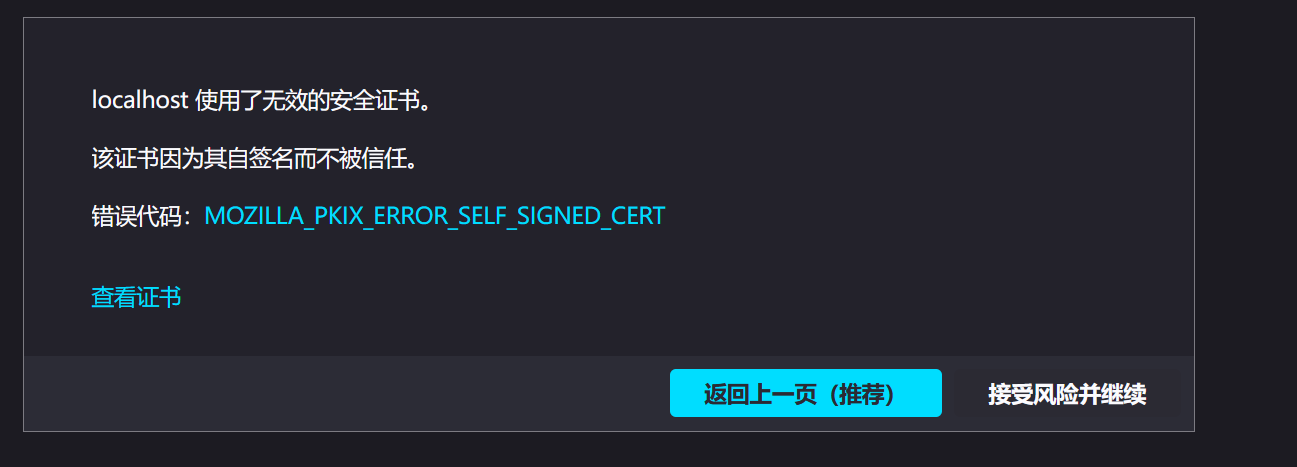 localhost 使用了无效的安全证书。
该证书因为其自签名而不被信任。
错误代码：MOZILLA_PKIX_ERROR_SELF_SIGNED_CERT
查看证书
返回上一页（推荐）
接受风险并继续